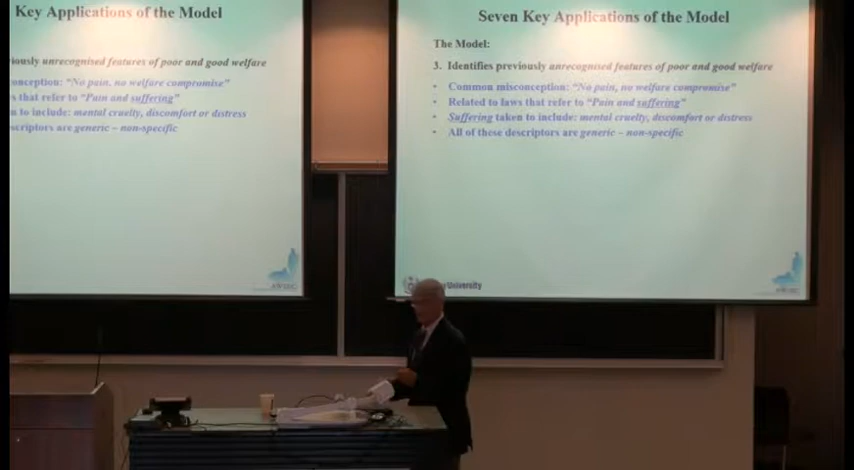 Key Applications of the Model
iously unrecognised features of poor and good welfare
onception: "No pain, no welfare compromise"
s that refer to "Pain and suffering"
n to include: mental cruelty, discomfort or distress
scriptors are generic – non-specific
Seven Key Applications of the Model
The Model:
3. Identifies previously unrecognised features of poor and good welfare
• Common misconception: "No pain, no welfare compromise"
• Related to laws that refer to "Pain and suffering"
• Suffering taken to include: mental cruelty, discomfort or distress
• All of these descriptors are generic – non-specific
University